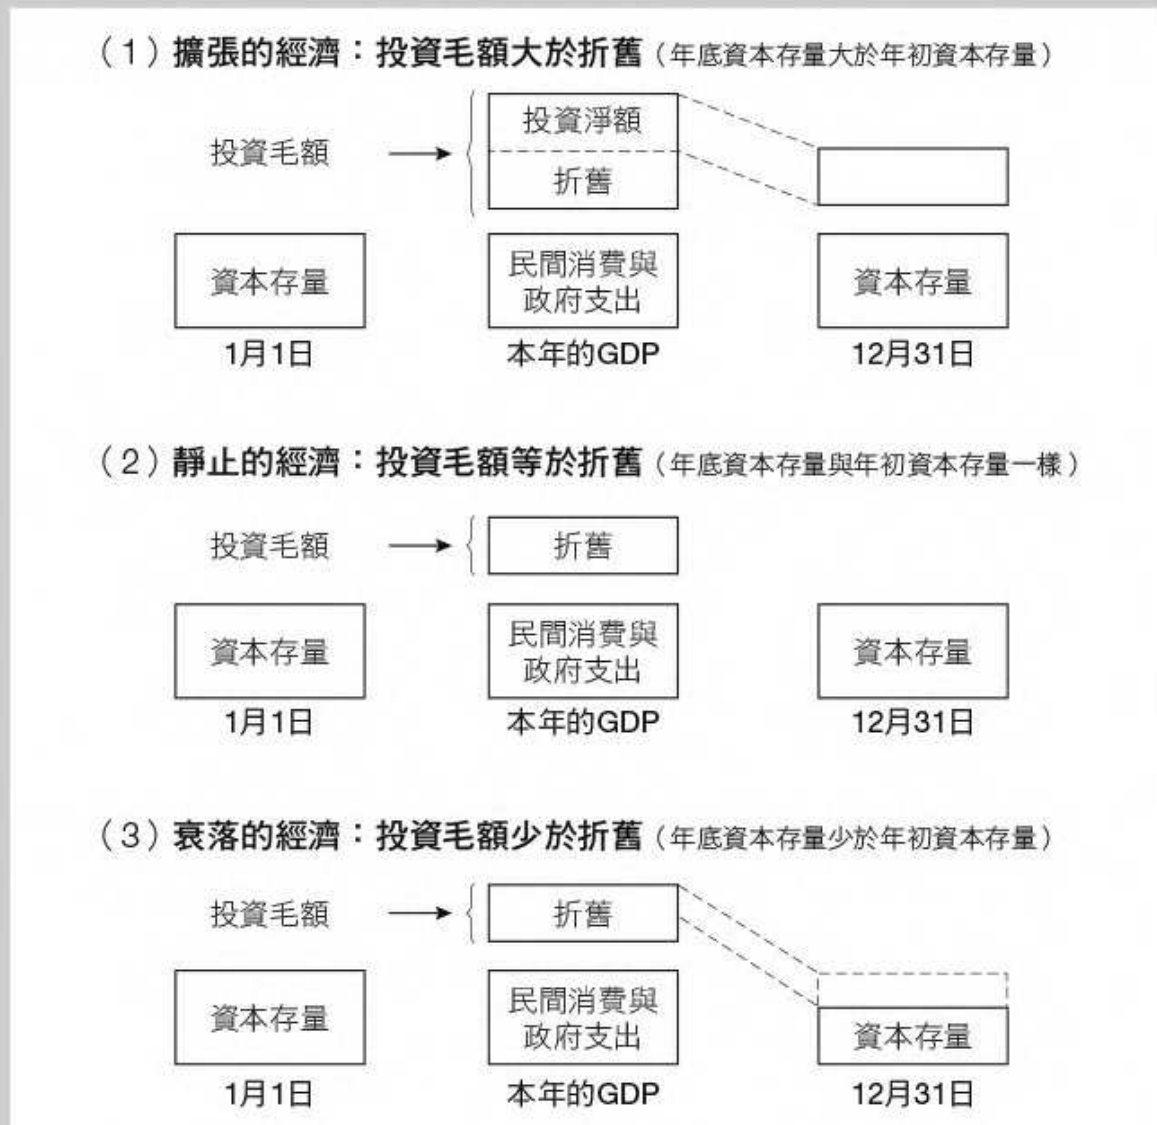 （1）擴張的經濟：投資毛額大於折舊（年底資本存量大於年初資本存量）
投資毛額
投資淨額
折舊
資本存量
民間消費與
政府支出
資本存量
1月1日
本年的GDP
12月31日
（2）靜止的經濟：投資毛額等於折舊（年底資本存量與年初資本存量一樣）
投資毛額
折舊
資本存量
民間消費與
政府支出
資本存量
1月1日
本年的GDP
12月31日
（3）衰落的經濟：投資毛額少於折舊（年底資本存量少於年初資本存量）
投資毛額
折舊
資本存量
民間消費與
政府支出
資本存量
1月1日
本年的GDP
12月31日